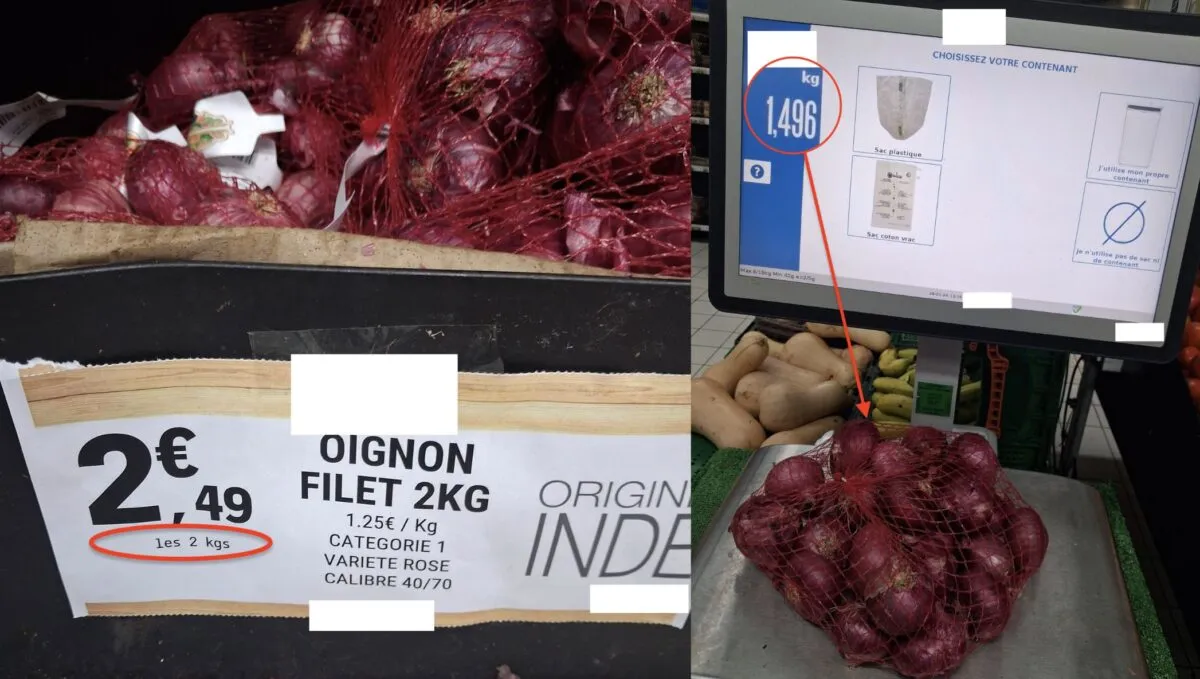 2€,49
les 2 kgs
OIGNON
FILET 2KG
1.25€ / Kg
CATEGORIE 1
VARIETE ROSE
CALIBRE 40/70
ORIGIN
INDE
CHOISISSEZ VOTRE CONTENANT
kg
1,496
?
Sac plastique
Sac coton vrac
J'utilise mon propre
contenant
Je n'utilise pas de sac ni
de contenant